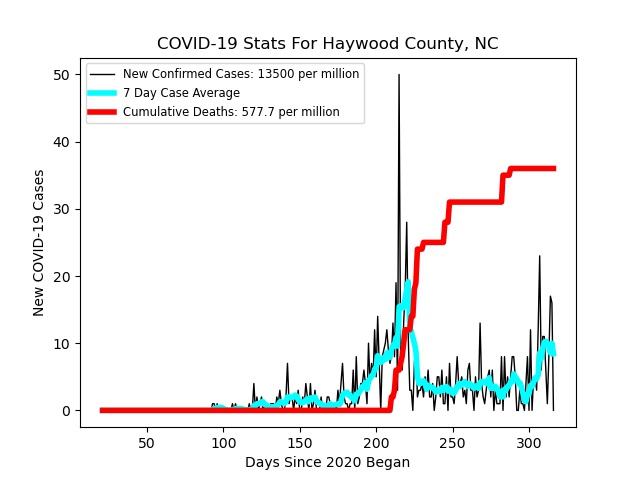 COVID-19 Stats For Haywood County, NC
New Confirmed Cases: 13500 per million
7 Day Case Average
Cumulative Deaths: 577.7 per million
50
40
30
20
10
0
New COVID-19 Cases
50 100 150 200 250 300
Days Since 2020 Began